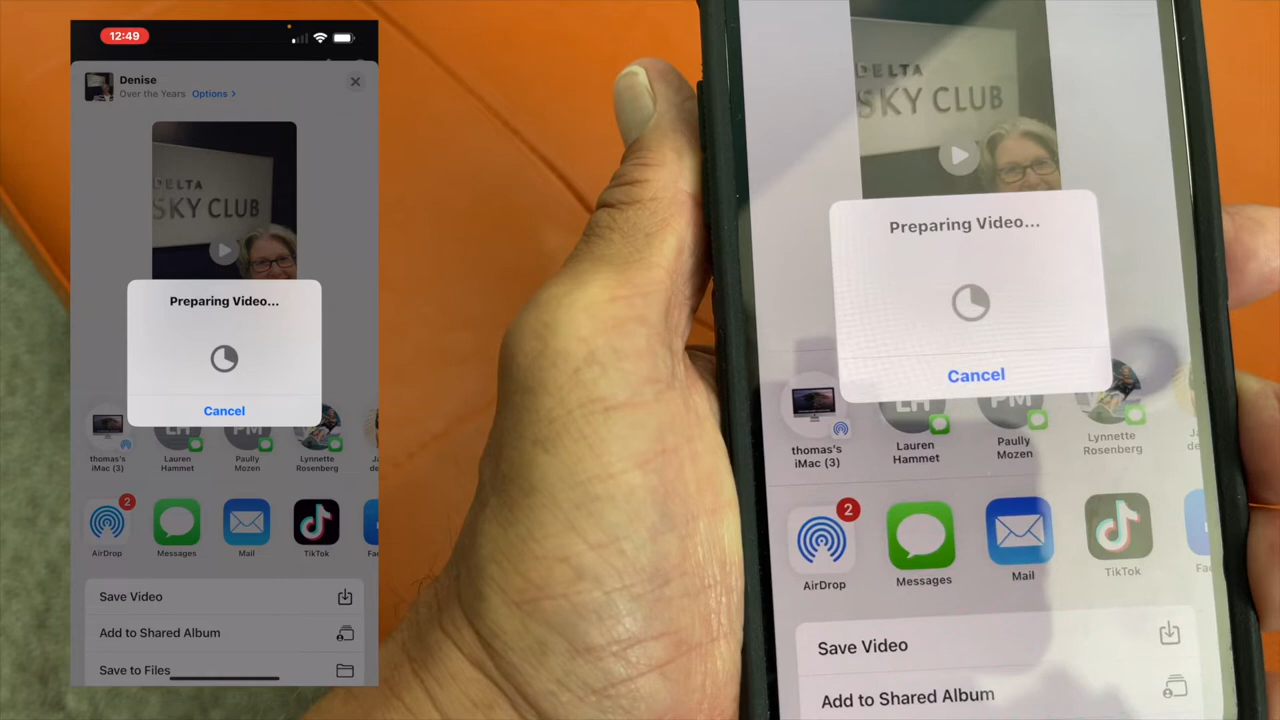 12:49
Denise
Over the Years Options >
DELTA
SKY CLUB
Preparing Video...
Cancel
thomas's
iMac (3)
Lauren
Hammet
Paully
Mozen
Lynnette
Rosenberg
2
AirDrop
Messages
Mail
TikTok
Save Video
Add to Shared Album
Save to Files
DELTA
SKY CLUB
Preparing Video...
Cancel
thomas's
iMac (3)
LH
Lauren
Hammet
PM
Paully
Mozen
Lynnette
Rosenberg
2
AirDrop
Messages
Mail
TikTok
Save Video
Add to Shared Album